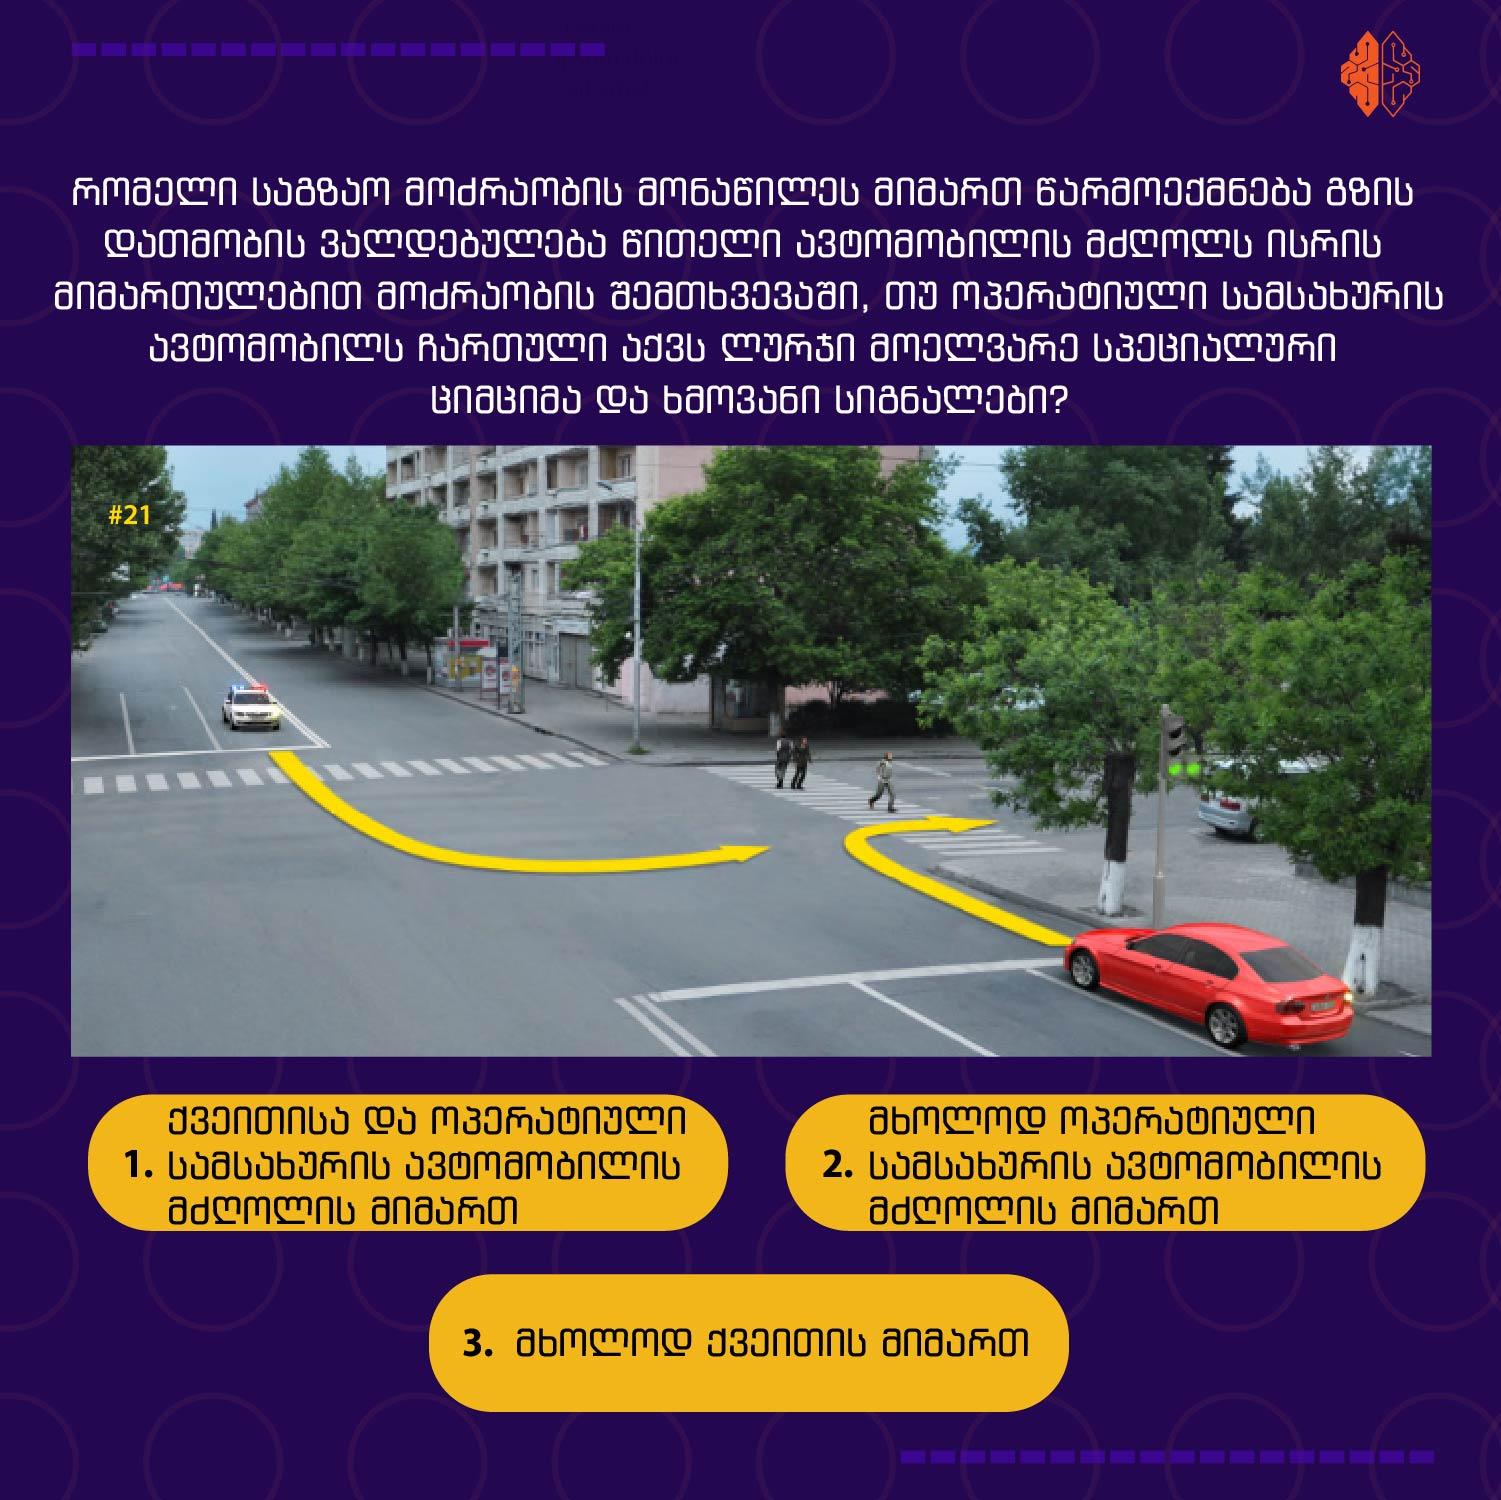 რომელი საგზაო მოძრაობის მონაწილეს მიმართ წარმოექმნება გზის
დათმობის ვალდებულება წითელი ავტომობილის მძღოლს ისრის
მიმართულებით მოძრაობის შემთხვევაში, თუ ოპერატიული სამსახურის
ავტომობილს ჩართული აქვს ლურჯი მოელვარე სპეციალური
ციმციმა და ხმოვანი სიგნალები?
#21
1. ქვეითისა და ოპერატიული
სამსახურის ავტომობილის
მძღოლის მიმართ
2. მხოლოდ ოპერატიული
სამსახურის ავტომობილის
მძღოლის მიმართ
3. მხოლოდ ქვეითის მიმართ